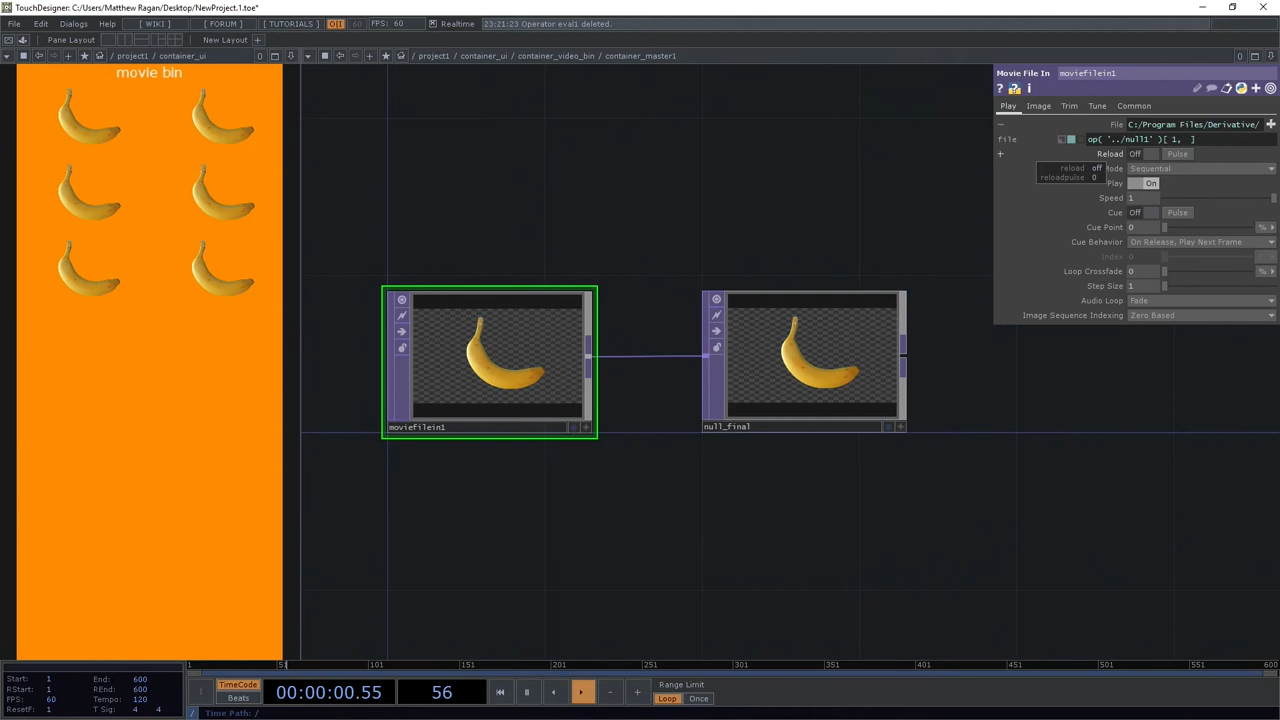 TouchDesigner: C:/Users/Matthew Ragan/Desktop/NewProject.1.toe*
File Edit Dialogs Help [ WIKI ] [ FORUM ] [ TUTORIALS ] O|I 60 FPS: 60 Realtime 23:21:23 Operator eval1 deleted.
Pane Layout New Layout +
/ project1 / container_ui 0
/ project1 / container_ui / container_video_bin / container_master1 0
movie bin
Movie File In moviefilein1
? ? i
Play Image Trim Tune Common
File C:/Program Files/Derivative/
file op( '../null1' )[ 1, ]
Reload Off Pulse
reload off
reloadpulse 0
Mode Sequential
Play On
Speed 1
Cue Off Pulse
Cue Point 0 %
Cue Behavior On Release, Play Next Frame
Index 0
Loop Crossfade 0 %
Step Size 1
Audio Loop Fade
Image Sequence Indexing Zero Based
moviefilein1
null_final
1 51 101 151 201 251 301 351 401 451 501 551 600
Start: 1 End: 600
RStart: 1 REnd: 600
FPS: 60 Tempo: 120
ResetF: 1 T Sig: 4 4
TimeCode
Beats
00:00:00.55
56
Range Limit
Loop Once
/ Time Path: /